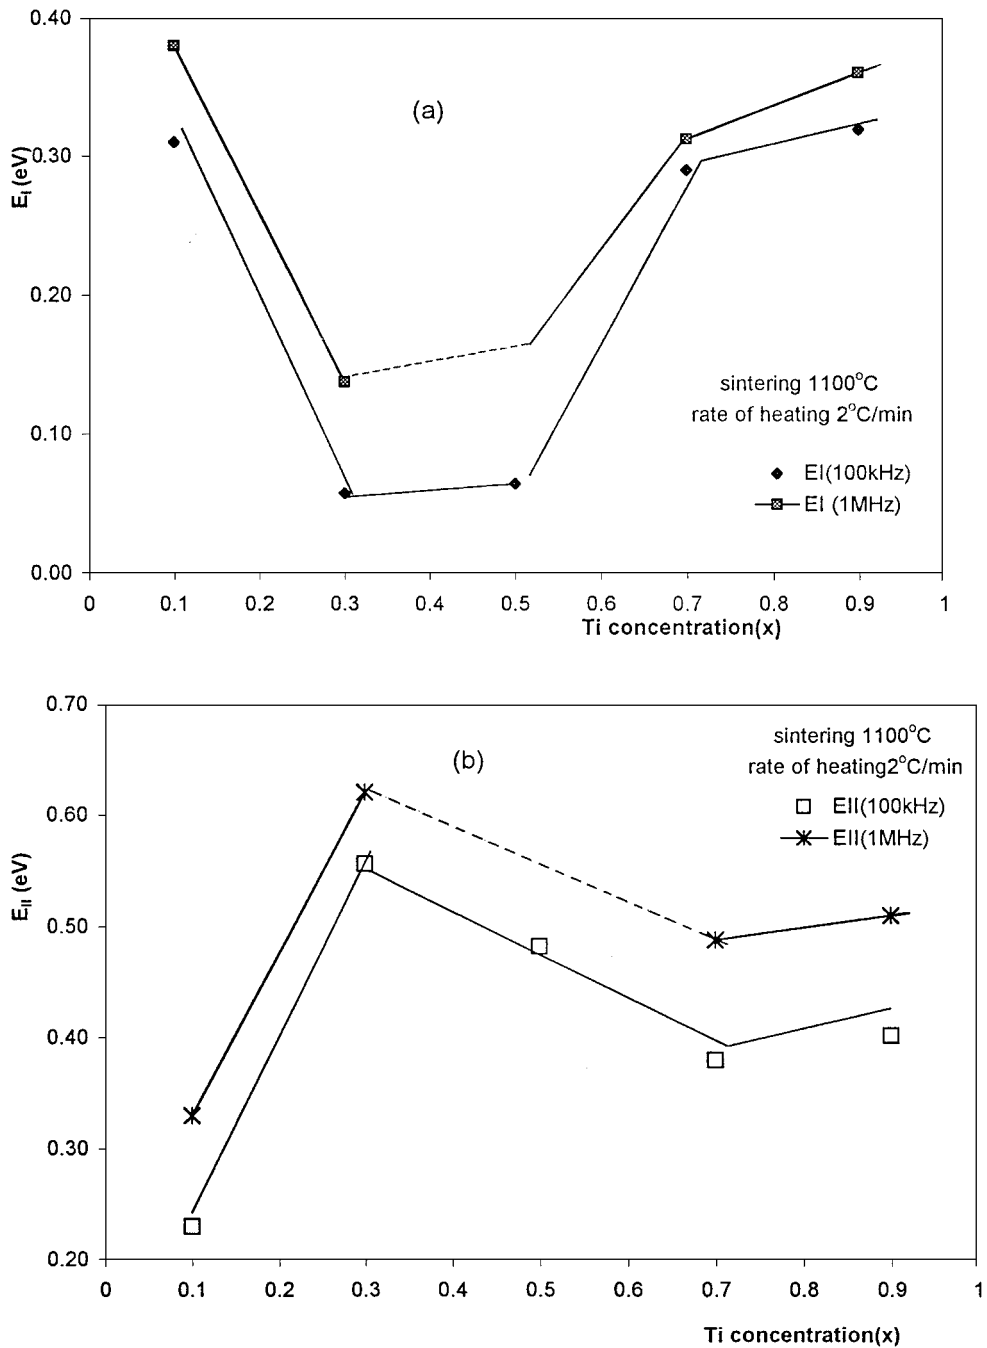 0.40
(a)
0.30
E_I (eV)
0.20
sintering 1100°C
rate of heating 2°C/min
0.10
EI(100kHz)
EI (1MHz)
0.00
0 0.1 0.2 0.3 0.4 0.5 0.6 0.7 0.8 0.9 1
Ti concentration(x)
0.70
sintering 1100°C
(b)
rate of heating2°C/min
0.60
EII(100kHz)
EII(1MHz)
E_II (eV)
0.50
0.40
0.30
0.20
0 0.1 0.2 0.3 0.4 0.5 0.6 0.7 0.8 0.9 1
Ti concentration(x)